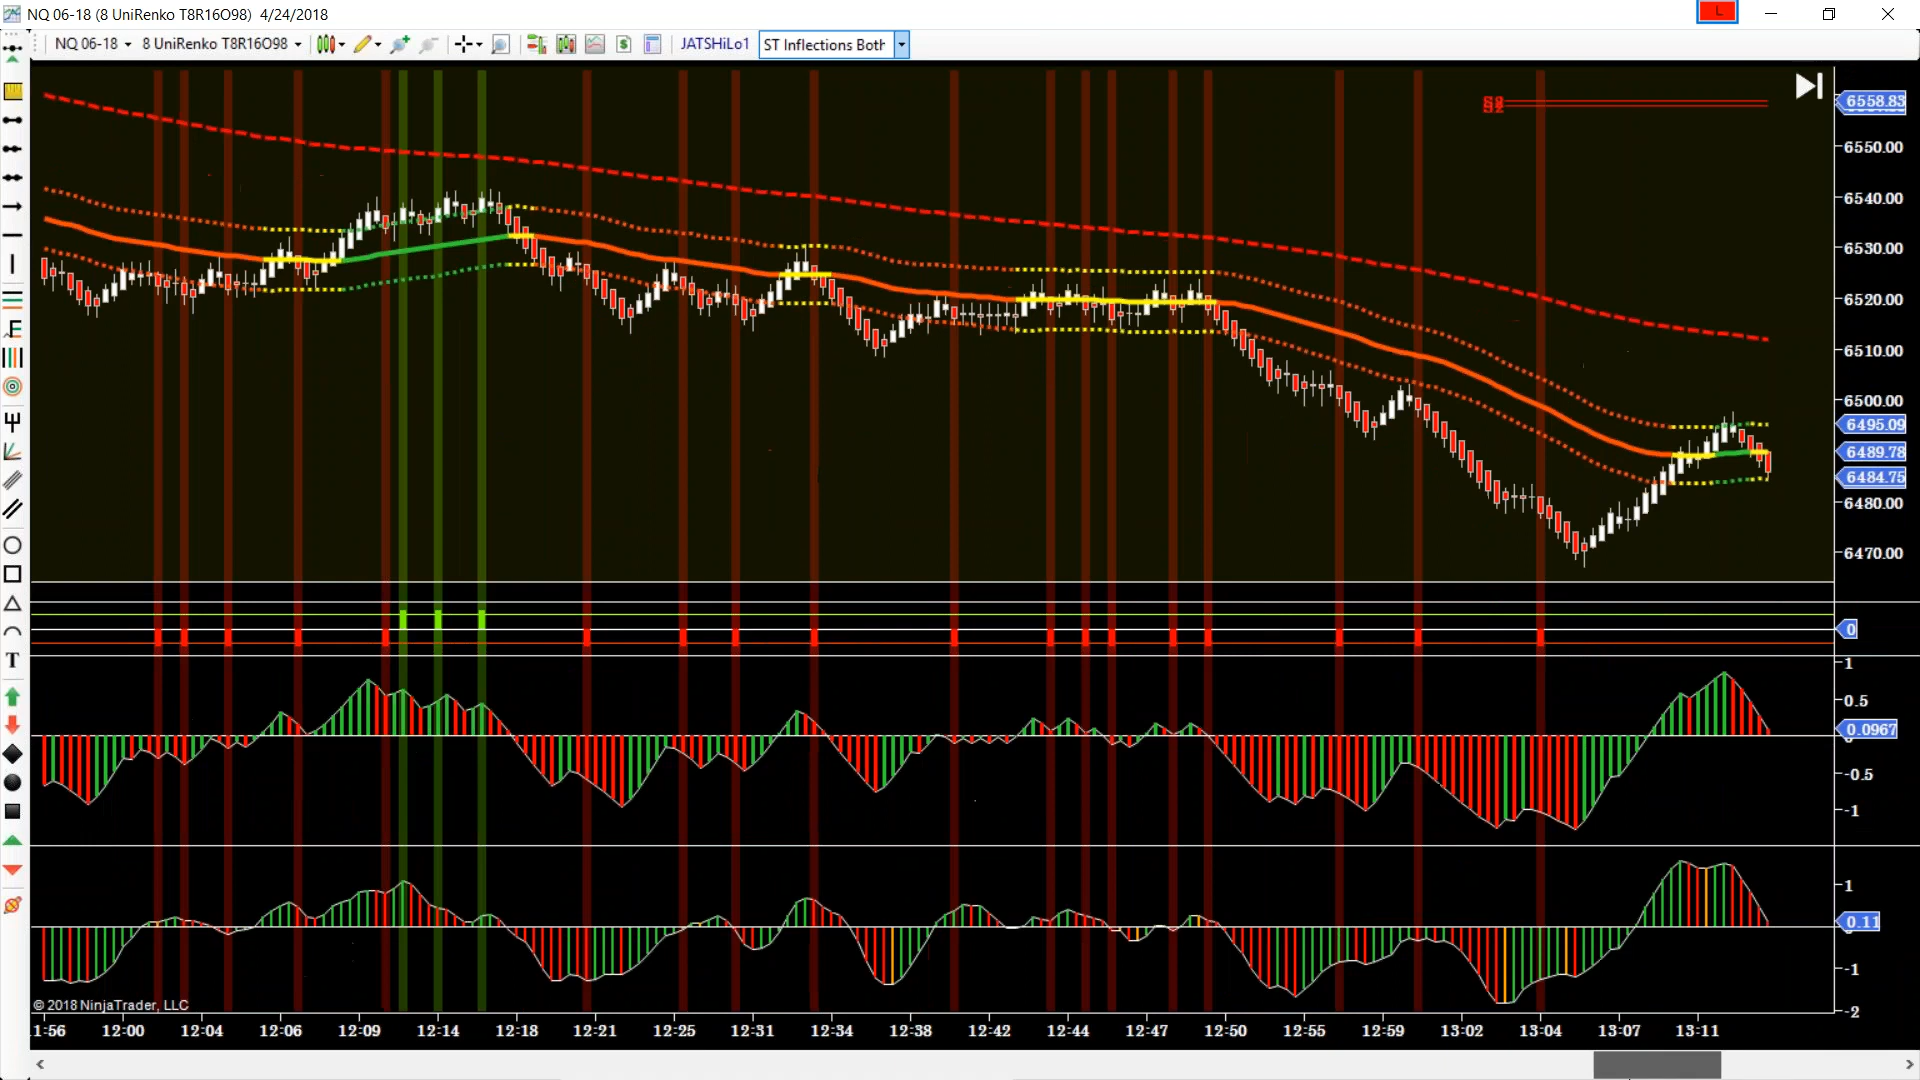 NQ 06-18 (8 UniRenko T8R16O98) 4/24/2018
L
NQ 06-18
8 UniRenko T8R16O98
JATSHiLo1
ST Inflections Both
F
T
$
6558.83
6550.00
6540.00
6530.00
6520.00
6510.00
6500.00
6495.09
6489.78
6484.75
6480.00
6470.00
0
1
0.5
0.0967
-0.5
-1
1
0.11
-1
-2
© 2018 NinjaTrader, LLC
1:56 12:00 12:04 12:06 12:09 12:14 12:18 12:21 12:25 12:31 12:34 12:38 12:42 12:44 12:47 12:50 12:55 12:59 13:02 13:04 13:07 13:11